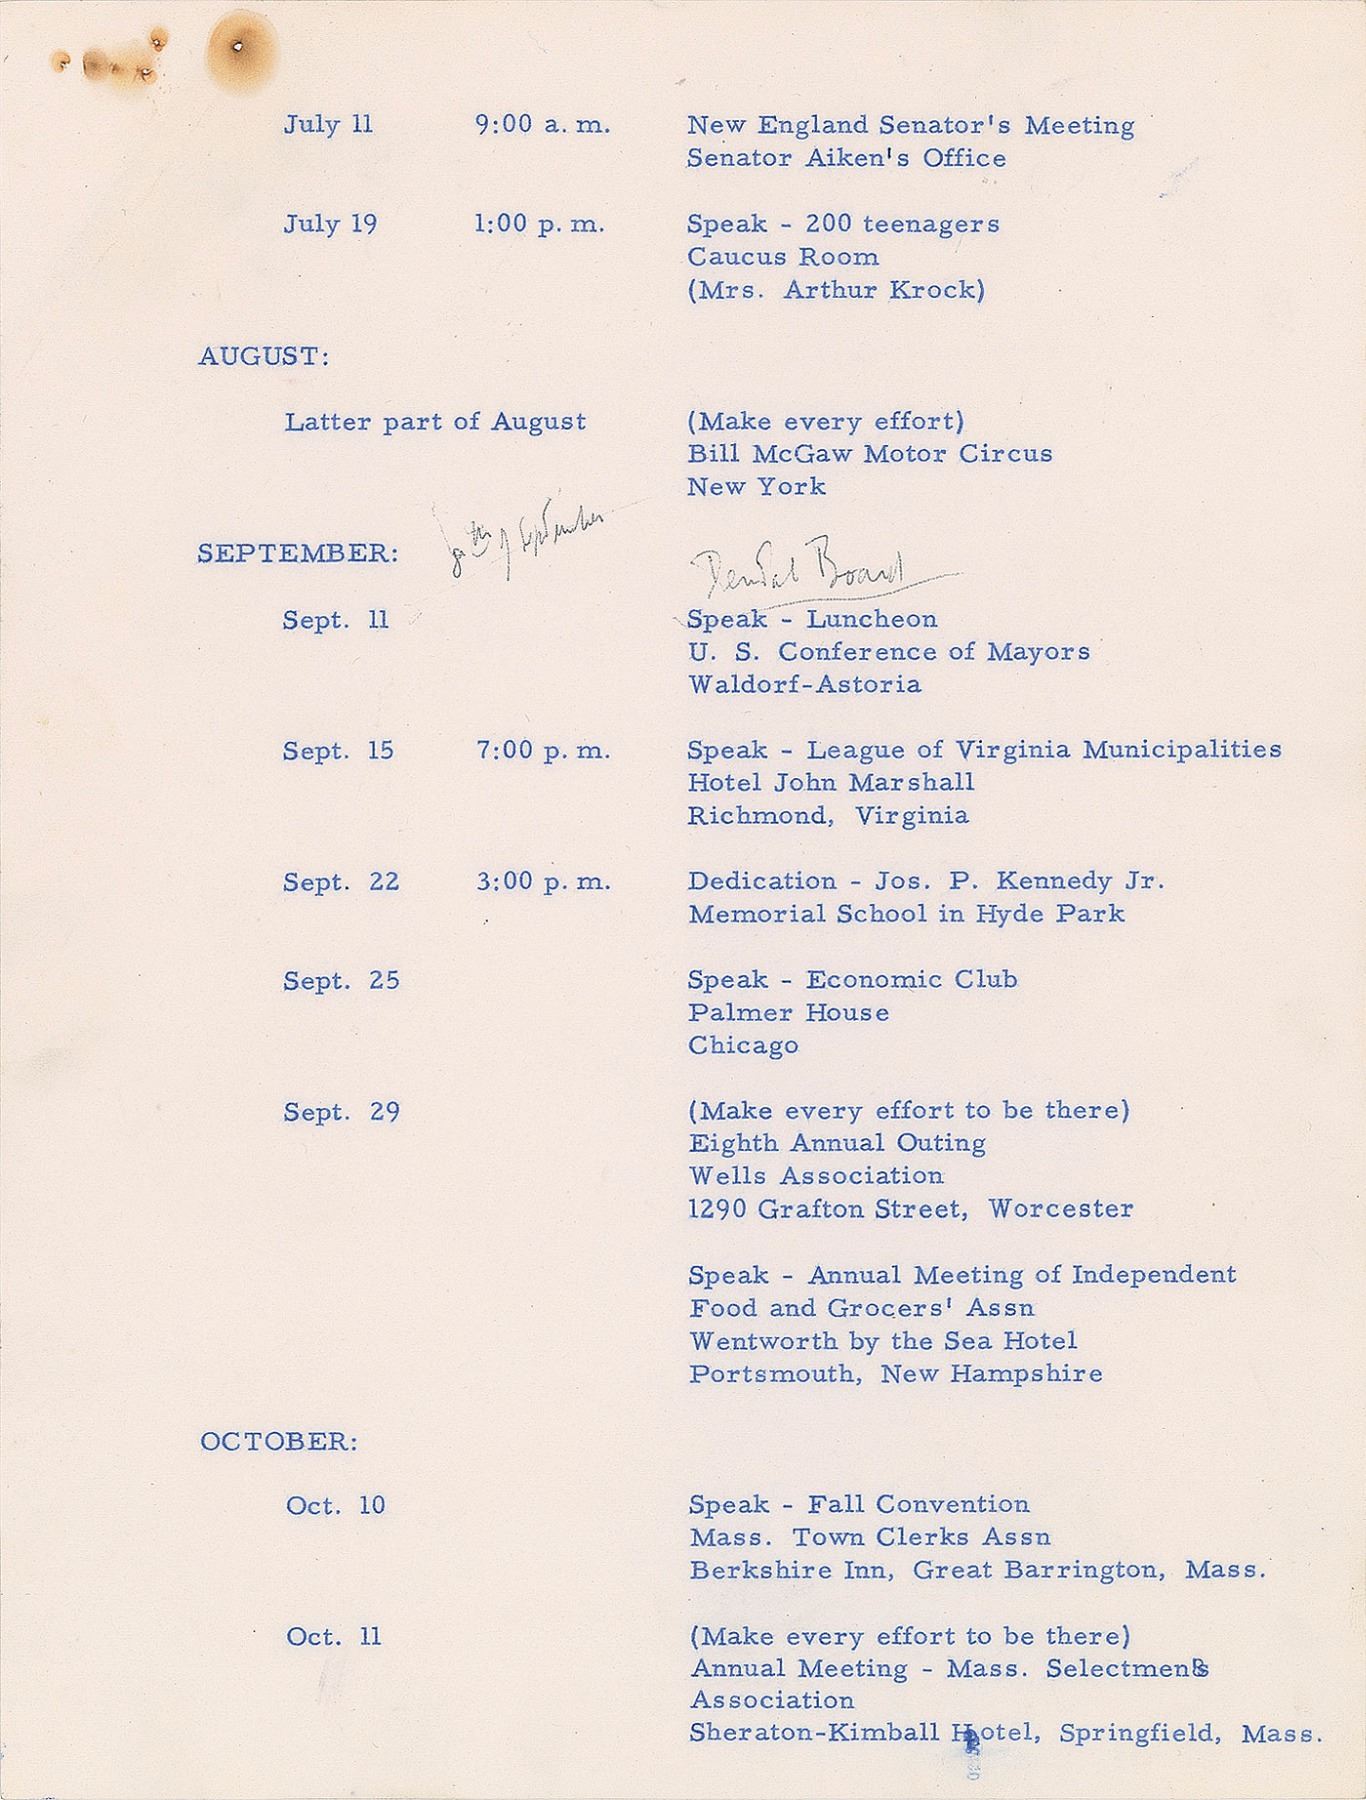 July 11 9:00 a.m. New England Senator's Meeting
Senator Aiken's Office
July 19 1:00 p.m. Speak - 200 teenagers
Caucus Room
(Mrs. Arthur Krock)
AUGUST:
Latter part of August (Make every effort)
Bill McGaw Motor Circus
New York
of September
SEPTEMBER: Dental Board
Sept. 11 Speak - Luncheon
U. S. Conference of Mayors
Waldorf-Astoria
Sept. 15 7:00 p.m. Speak - League of Virginia Municipalities
Hotel John Marshall
Richmond, Virginia
Sept. 22 3:00 p.m. Dedication - Jos. P. Kennedy Jr.
Memorial School in Hyde Park
Sept. 25 Speak - Economic Club
Palmer House
Chicago
Sept. 29 (Make every effort to be there)
Eighth Annual Outing
Wells Association
1290 Grafton Street, Worcester
Speak - Annual Meeting of Independent
Food and Grocers' Assn
Wentworth by the Sea Hotel
Portsmouth, New Hampshire
OCTOBER:
Oct. 10 Speak - Fall Convention
Mass. Town Clerks Assn
Berkshire Inn, Great Barrington, Mass.
Oct. 11 (Make every effort to be there)
Annual Meeting - Mass. Selectmens
Association
Sheraton-Kimball Hotel, Springfield, Mass.